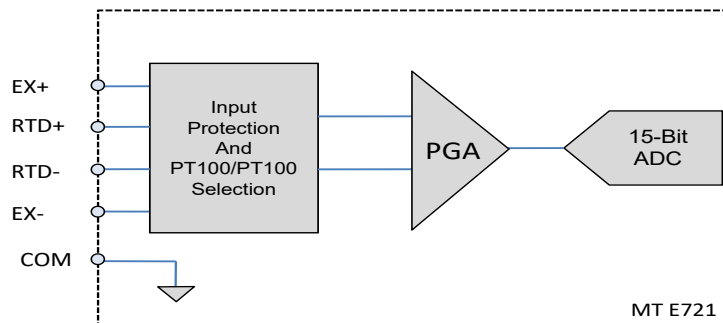 EX+
RTD+
RTD-
EX-
COM
Input
Protection
And
PT100/PT100
Selection
PGA
15-Bit
ADC
MT E721